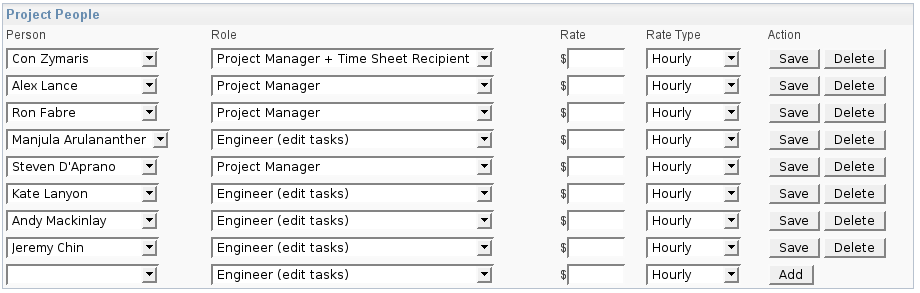 Project People
Person Role Rate Rate Type Action
Con Zymaris Project Manager + Time Sheet Recipient $ Hourly Save Delete
Alex Lance Project Manager $ Hourly Save Delete
Ron Fabre Project Manager $ Hourly Save Delete
Manjula Arulananther Engineer (edit tasks) $ Hourly Save Delete
Steven D'Aprano Project Manager $ Hourly Save Delete
Kate Lanyon Engineer (edit tasks) $ Hourly Save Delete
Andy Mackinlay Engineer (edit tasks) $ Hourly Save Delete
Jeremy Chin Engineer (edit tasks) $ Hourly Save Delete
Engineer (edit tasks) $ Hourly Add